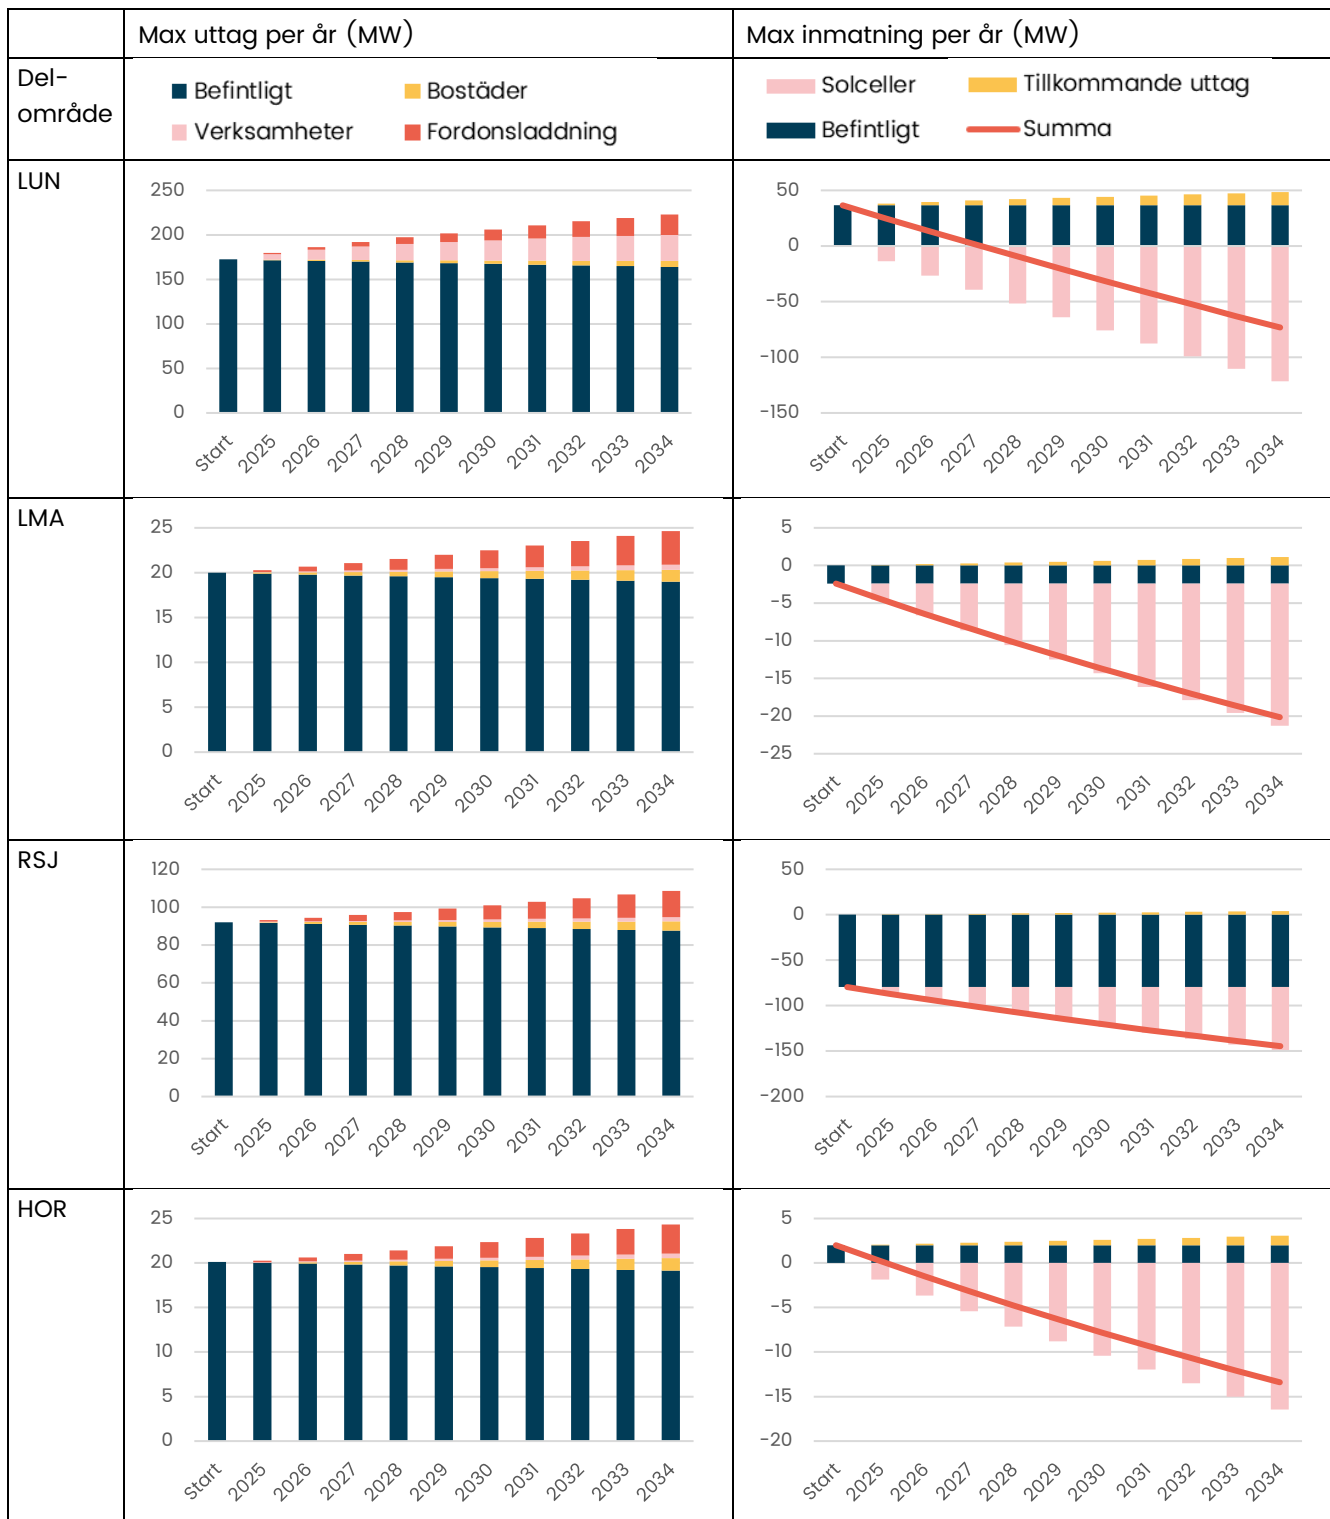 Max uttag per år (MW)
Max inmatning per år (MW)
Del-
område
Befintligt
Bostäder
Verksamheter
Fordonsladdning
Solceller
Tillkommande uttag
Befintligt
Summa
LUN
250
200
150
100
50
0
Start 2025 2026 2027 2028 2029 2030 2031 2032 2033 2034
50
0
-50
-100
-150
Start 2025 2026 2027 2028 2029 2030 2031 2032 2033 2034
LMA
25
20
15
10
5
0
Start 2025 2026 2027 2028 2029 2030 2031 2032 2033 2034
5
0
-5
-10
-15
-20
-25
Start 2025 2026 2027 2028 2029 2030 2031 2032 2033 2034
RSJ
120
100
80
60
40
20
0
Start 2025 2026 2027 2028 2029 2030 2031 2032 2033 2034
50
0
-50
-100
-150
-200
Start 2025 2026 2027 2028 2029 2030 2031 2032 2033 2034
HOR
25
20
15
10
5
0
Start 2025 2026 2027 2028 2029 2030 2031 2032 2033 2034
5
0
-5
-10
-15
-20
Start 2025 2026 2027 2028 2029 2030 2031 2032 2033 2034